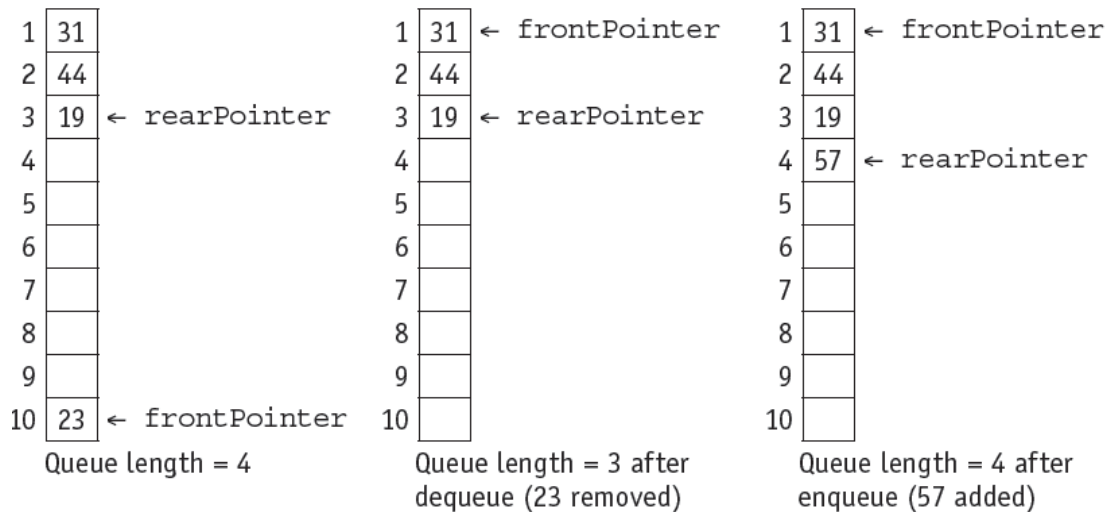 1 31
2 44
3 19 ← rearPointer
4
5
6
7
8
9
10 23 ← frontPointer
Queue length = 4
1 31 ← frontPointer
2 44
3 19 ← rearPointer
4
5
6
7
8
9
10
Queue length = 3 after
dequeue (23 removed)
1 31 ← frontPointer
2 44
3 19
4 57 ← rearPointer
5
6
7
8
9
10
Queue length = 4 after
enqueue (57 added)